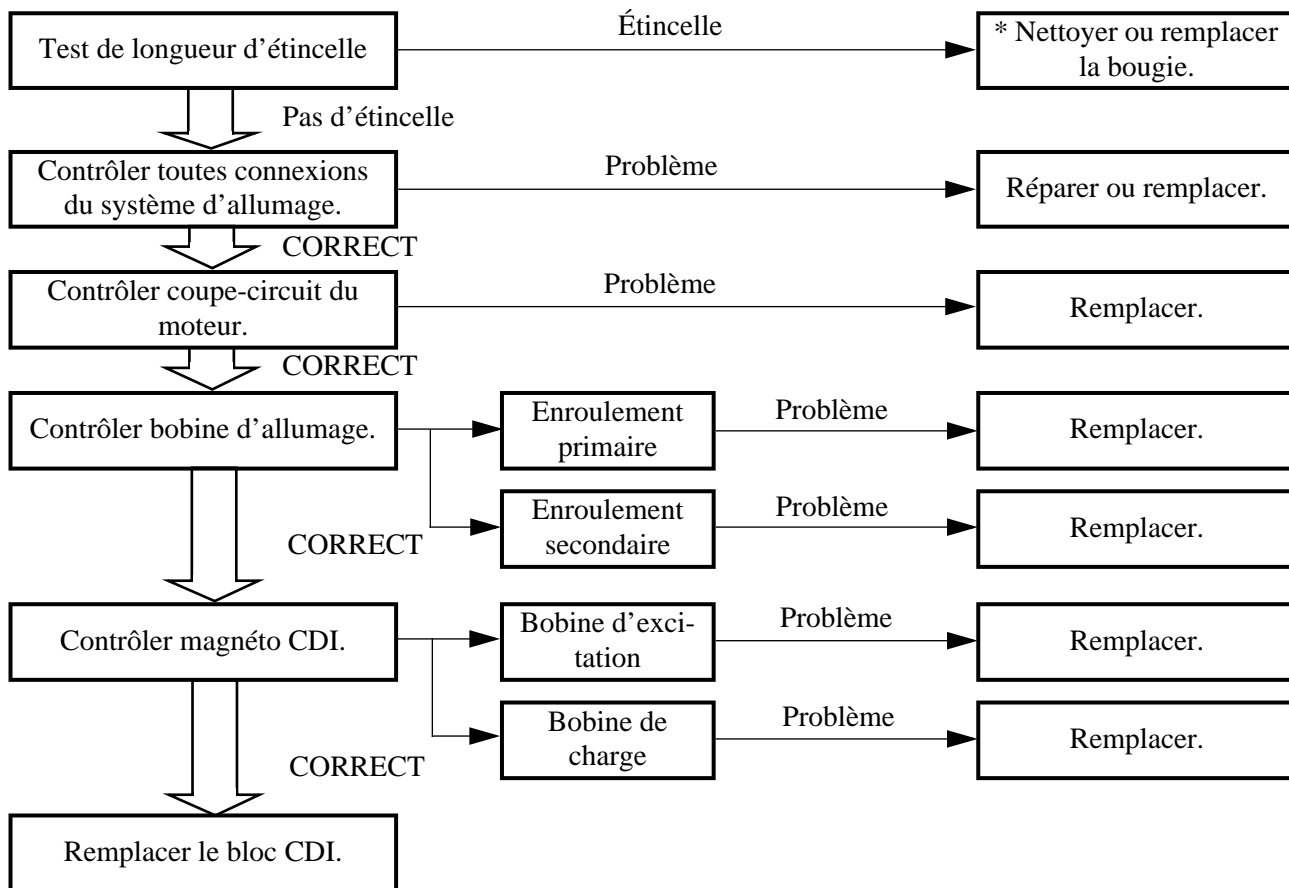 Test de longueur d’étincelle
Étincelle
* Nettoyer ou remplacer
la bougie.
Pas d’étincelle
Contrôler toutes connexions
du système d’allumage.
Problème
Réparer ou remplacer.
CORRECT
Contrôler coupe-circuit du
moteur.
Problème
Remplacer.
CORRECT
Contrôler bobine d’allumage.
Enroulement
primaire
Problème
Remplacer.
Enroulement
secondaire
Problème
Remplacer.
CORRECT
Contrôler magnéto CDI.
Bobine d’exci-
tation
Problème
Remplacer.
Bobine de
charge
Problème
Remplacer.
CORRECT
Remplacer le bloc CDI.